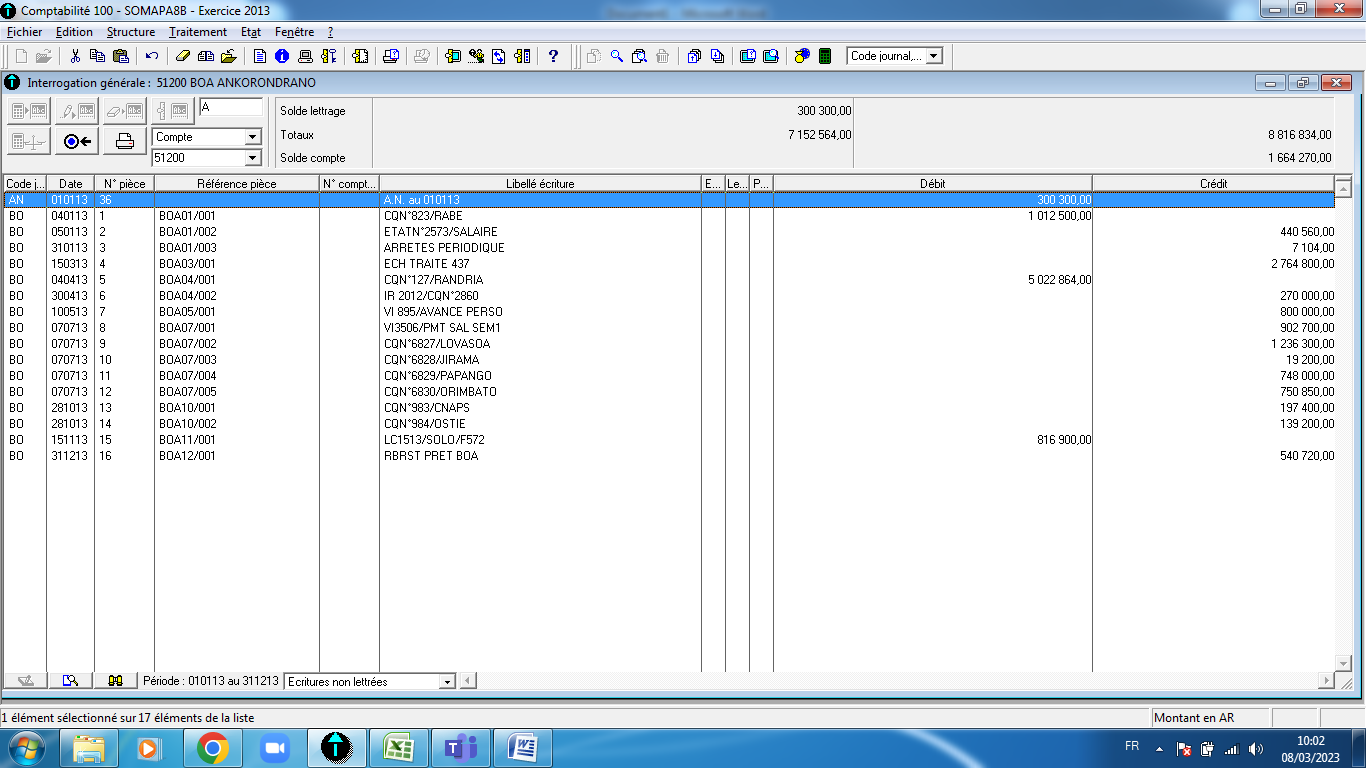 Comptabilité 100 - SOMAPA8B - Exercice 2013
Fichier Edition Structure Traitement Etat Fenêtre ?
Code journal,...
Interrogation générale : 51200 BOA ANKORONDRANO
A
Solde lettrage 300 300,00
Compte Totaux 7 152 564,00 8 816 834,00
51200 Solde compte 1 664 270,00
Code j... Date N° pièce Référence pièce N° compt... Libellé écriture E... Le... P... Débit Crédit
AN 010113 36 A.N. au 010113 300 300,00
BO 040113 1 BOA01/001 CQN°823/RABE 1 012 500,00
BO 050113 2 BOA01/002 ETATN°2573/SALAIRE 440 560,00
BO 310113 3 BOA01/003 ARRETES PERIODIQUE 7 104,00
BO 150313 4 BOA03/001 ECH TRAITE 437 2 764 800,00
BO 040413 5 BOA04/001 CQN°127/RANDRIA 5 022 864,00
BO 300413 6 BOA04/002 IR 2012/CQN°2860 270 000,00
BO 100513 7 BOA05/001 VI 895/AVANCE PERSO 800 000,00
BO 070713 8 BOA07/001 VI3506/PMT SAL SEM1 902 700,00
BO 070713 9 BOA07/002 CQN°6827/LOVASOA 1 236 300,00
BO 070713 10 BOA07/003 CQN°6828/JIRAMA 19 200,00
BO 070713 11 BOA07/004 CQN°6829/PAPANGO 748 000,00
BO 070713 12 BOA07/005 CQN°6830/ORIMBATO 750 850,00
BO 281013 13 BOA10/001 CQN°983/CNAPS 197 400,00
BO 281013 14 BOA10/002 CQN°984/OSTIE 139 200,00
BO 151113 15 BOA11/001 LC1513/SOLO/F572 816 900,00
BO 311213 16 BOA12/001 RBRST PRET BOA 540 720,00
Période : 010113 au 311213 Ecritures non lettrées
1 élément sélectionné sur 17 éléments de la liste Montant en AR
FR 10:02
08/03/2023